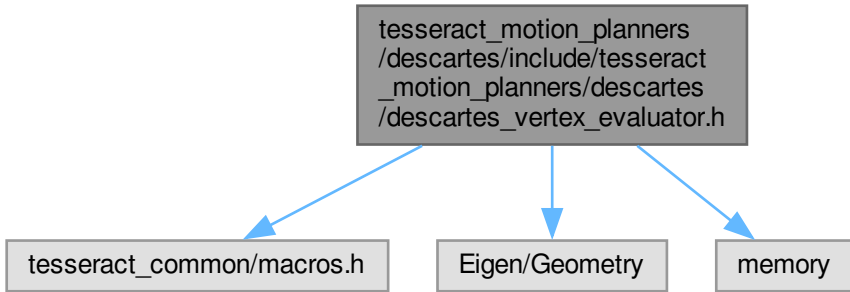 tesseract_motion_planners
/descartes/include/tesseract
_motion_planners/descartes
/descartes_vertex_evaluator.h
tesseract_common/macros.h
Eigen/Geometry
memory